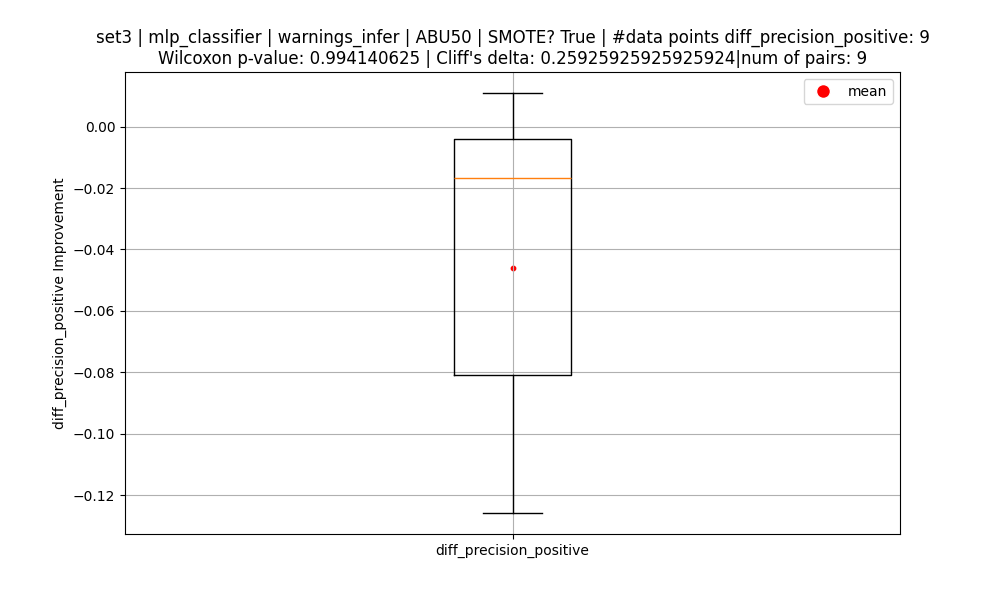 set3 | mlp_classifier | warnings_infer | ABU50 | SMOTE? True | #data points diff_precision_positive: 9
Wilcoxon p-value: 0.994140625 | Cliff's delta: 0.25925925925925924|num of pairs: 9
mean
0.00
−0.02
−0.04
−0.06
−0.08
−0.10
−0.12
diff_precision_positive Improvement
diff_precision_positive